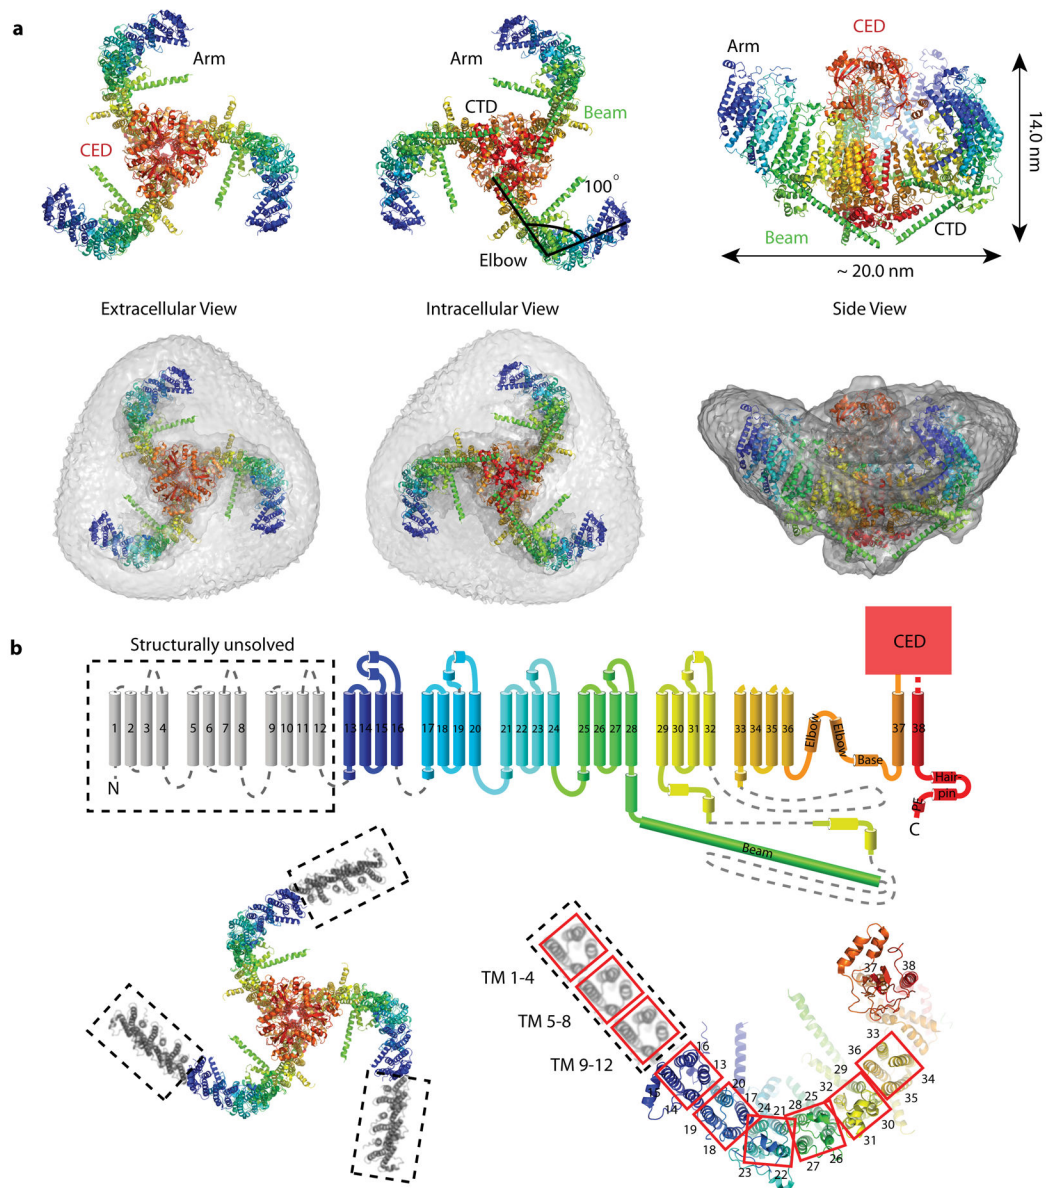 a
Arm
CED
Arm
CTD
Beam
100°
Elbow
CED
Arm
14.0 nm
Beam
CTD
~ 20.0 nm
Extracellular View
Intracellular View
Side View
b
Structurally unsolved
CED
1 2 3 4 5 6 7 8 9 10 11 12 13 14 15 16 17 18 19 20 21 22 23 24 25 26 27 28 29 30 31 32 33 34 35 36 Elbow Elbow Base 37 38
N
Hair
pin
PF
C
Beam
TM 1-4
TM 5-8
TM 9-12
37 38
33
36
34
35
29
32
30
31
16
13
15
14
20
17
19
18
24 21
23 22
28 25
27 26